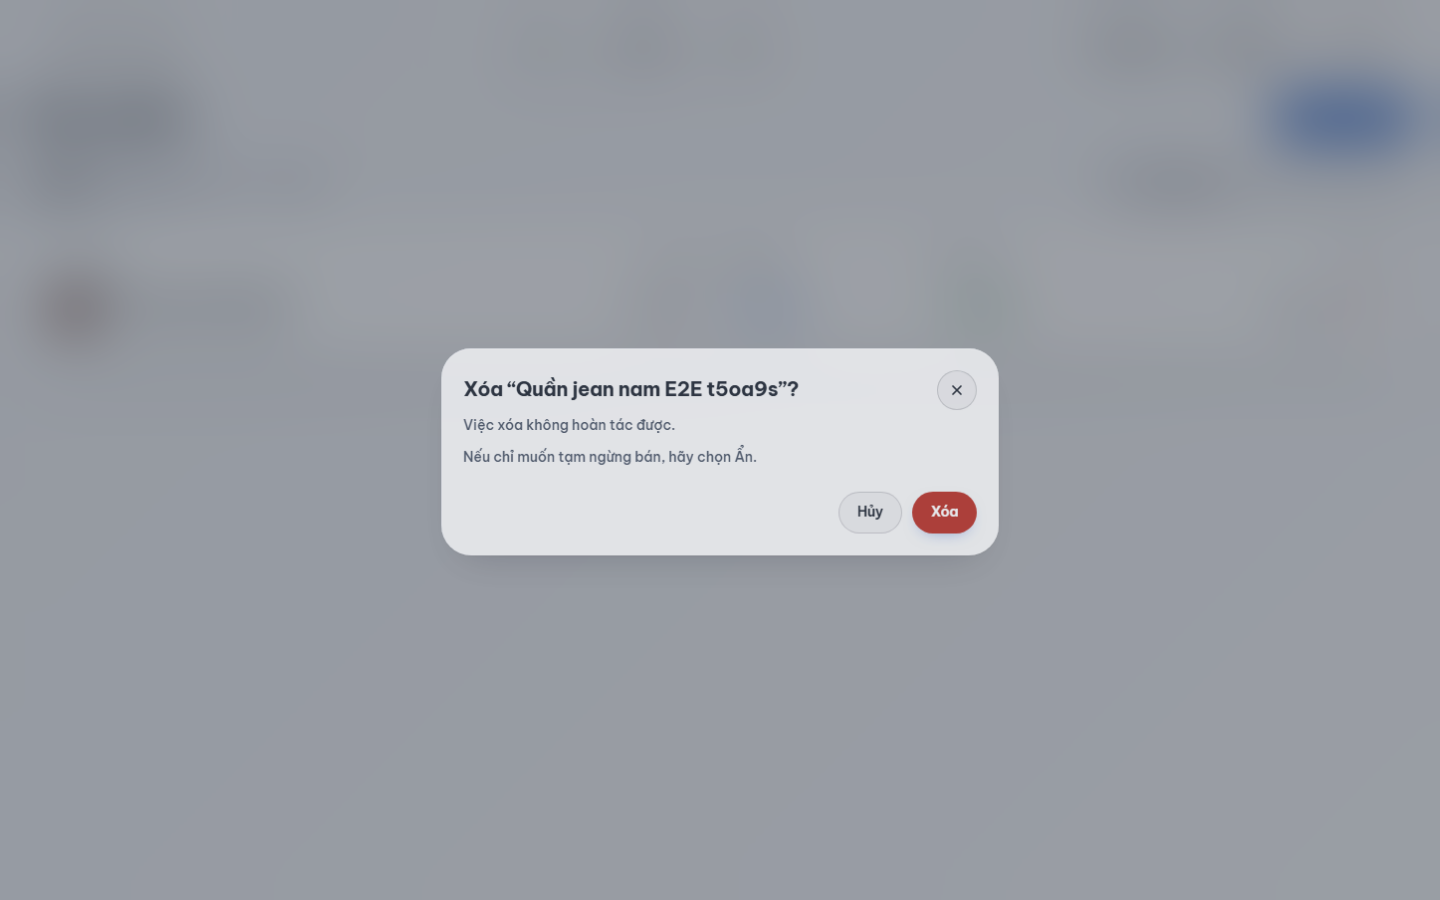 Xóa “Quần jean nam E2E t5oa9s”?
Việc xóa không hoàn tác được.
Nếu chỉ muốn tạm ngừng bán, hãy chọn Ẩn.
Hủy
Xóa